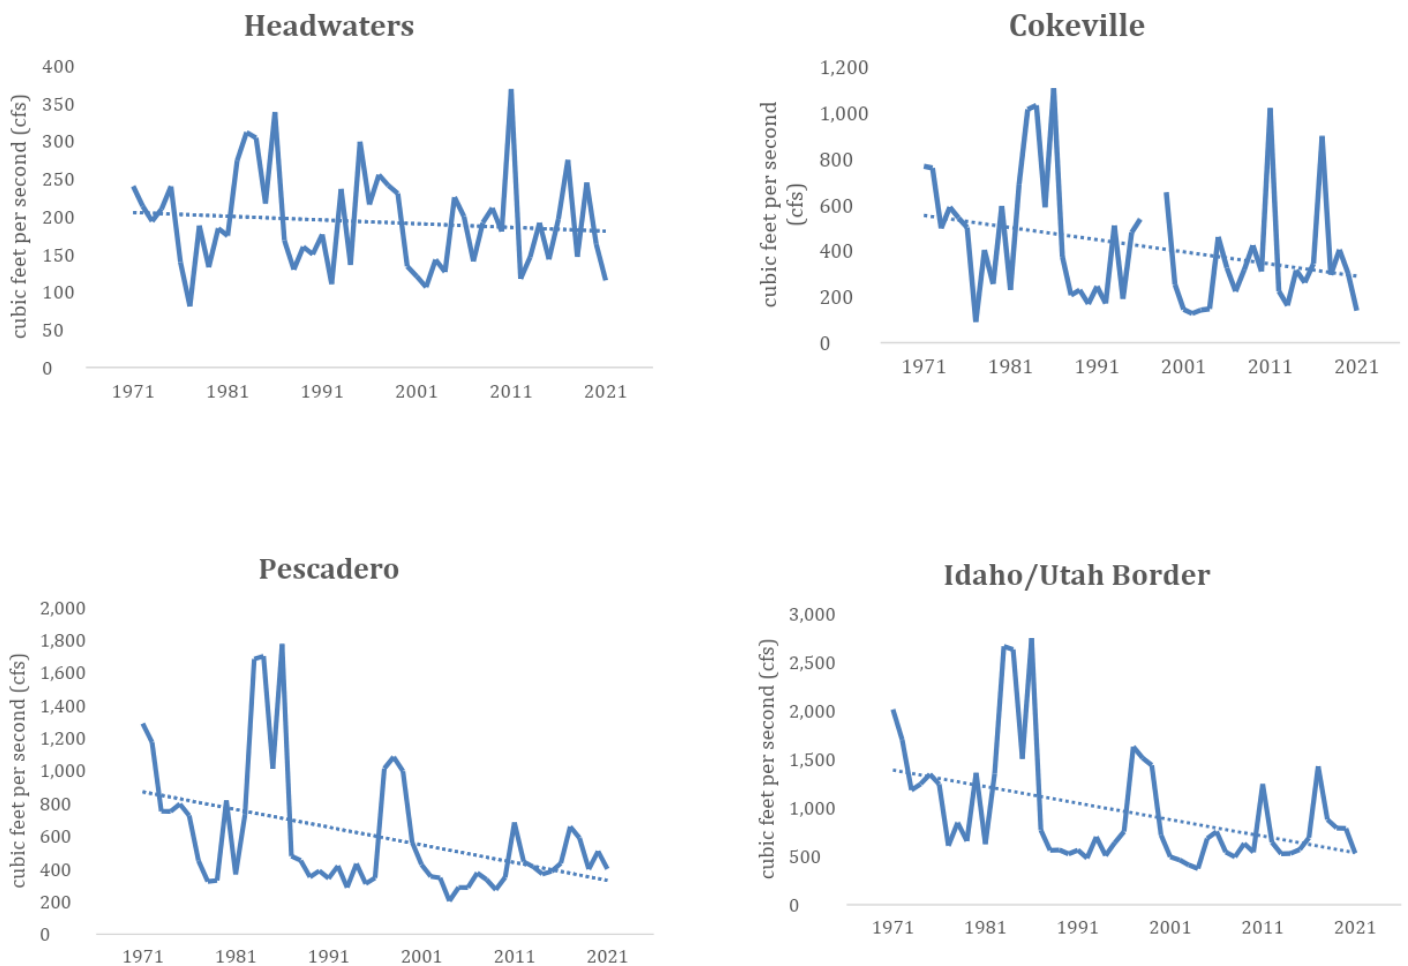 Headwaters
cubic feet per second (cfs)
400
350
300
250
200
150
100
50
0
1971 1981 1991 2001 2011 2021
Cokeville
cubic feet per second
(cfs)
1,200
1,000
800
600
400
200
0
1971 1981 1991 2001 2011 2021
Pescadero
cubic feet per second (cfs)
2,000
1,800
1,600
1,400
1,200
1,000
800
600
400
200
0
1971 1981 1991 2001 2011 2021
Idaho/Utah Border
cubic feet per second (cfs)
3,000
2,500
2,000
1,500
1,000
500
0
1971 1981 1991 2001 2011 2021